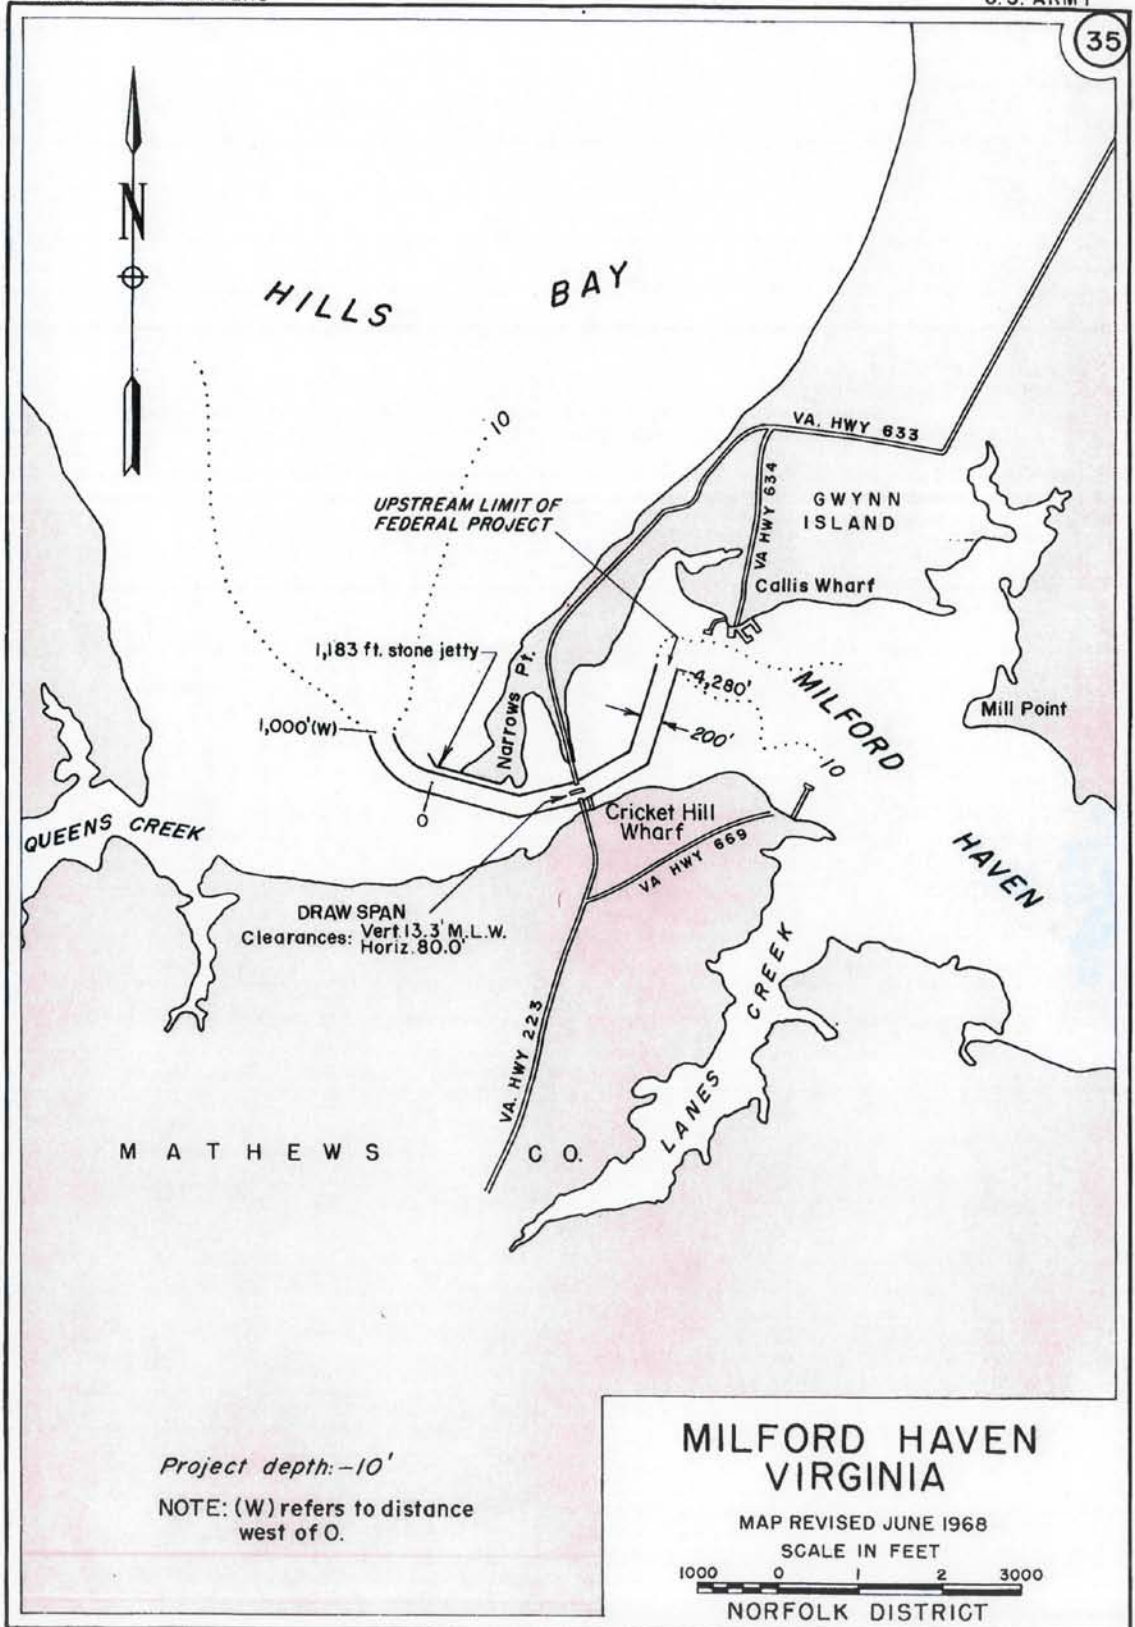 U.S. ARMY
35
N
HILLS BAY
10
VA. HWY 633
VA HWY 634
UPSTREAM LIMIT OF
FEDERAL PROJECT
GWYNN
ISLAND
Callis Wharf
1,183 ft. stone jetty
Narrows Pt.
4,280'
MILFORD
HAVEN
Mill Point
1,000'(W)
200'
10
0
QUEENS CREEK
Cricket Hill
Wharf
VA HWY 669
DRAW SPAN
Clearances: Vert.13.3' M.L.W.
Horiz.80.0'
LANES CREEK
VA. HWY 223
MATHEWS CO.
Project depth:-10'
NOTE: (W) refers to distance
west of 0.
MILFORD HAVEN
VIRGINIA
MAP REVISED JUNE 1968
SCALE IN FEET
1000 0 1 2 3000
NORFOLK DISTRICT